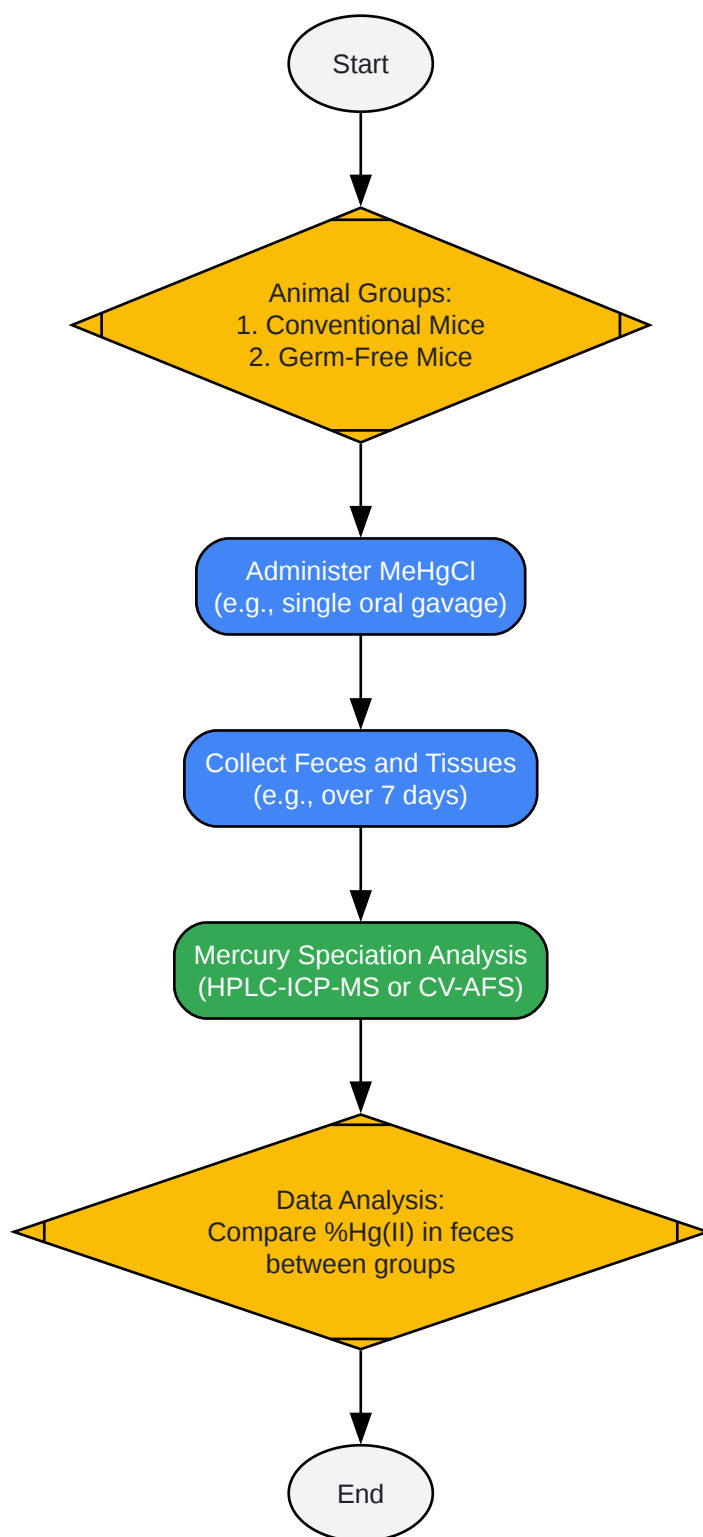 Start
Animal Groups:
1. Conventional Mice
2. Germ-Free Mice
Administer MeHgCl
(e.g., single oral gavage)
Collect Feces and Tissues
(e.g., over 7 days)
Mercury Speciation Analysis
(HPLC-ICP-MS or CV-AFS)
Data Analysis:
Compare %Hg(II) in feces
between groups
End